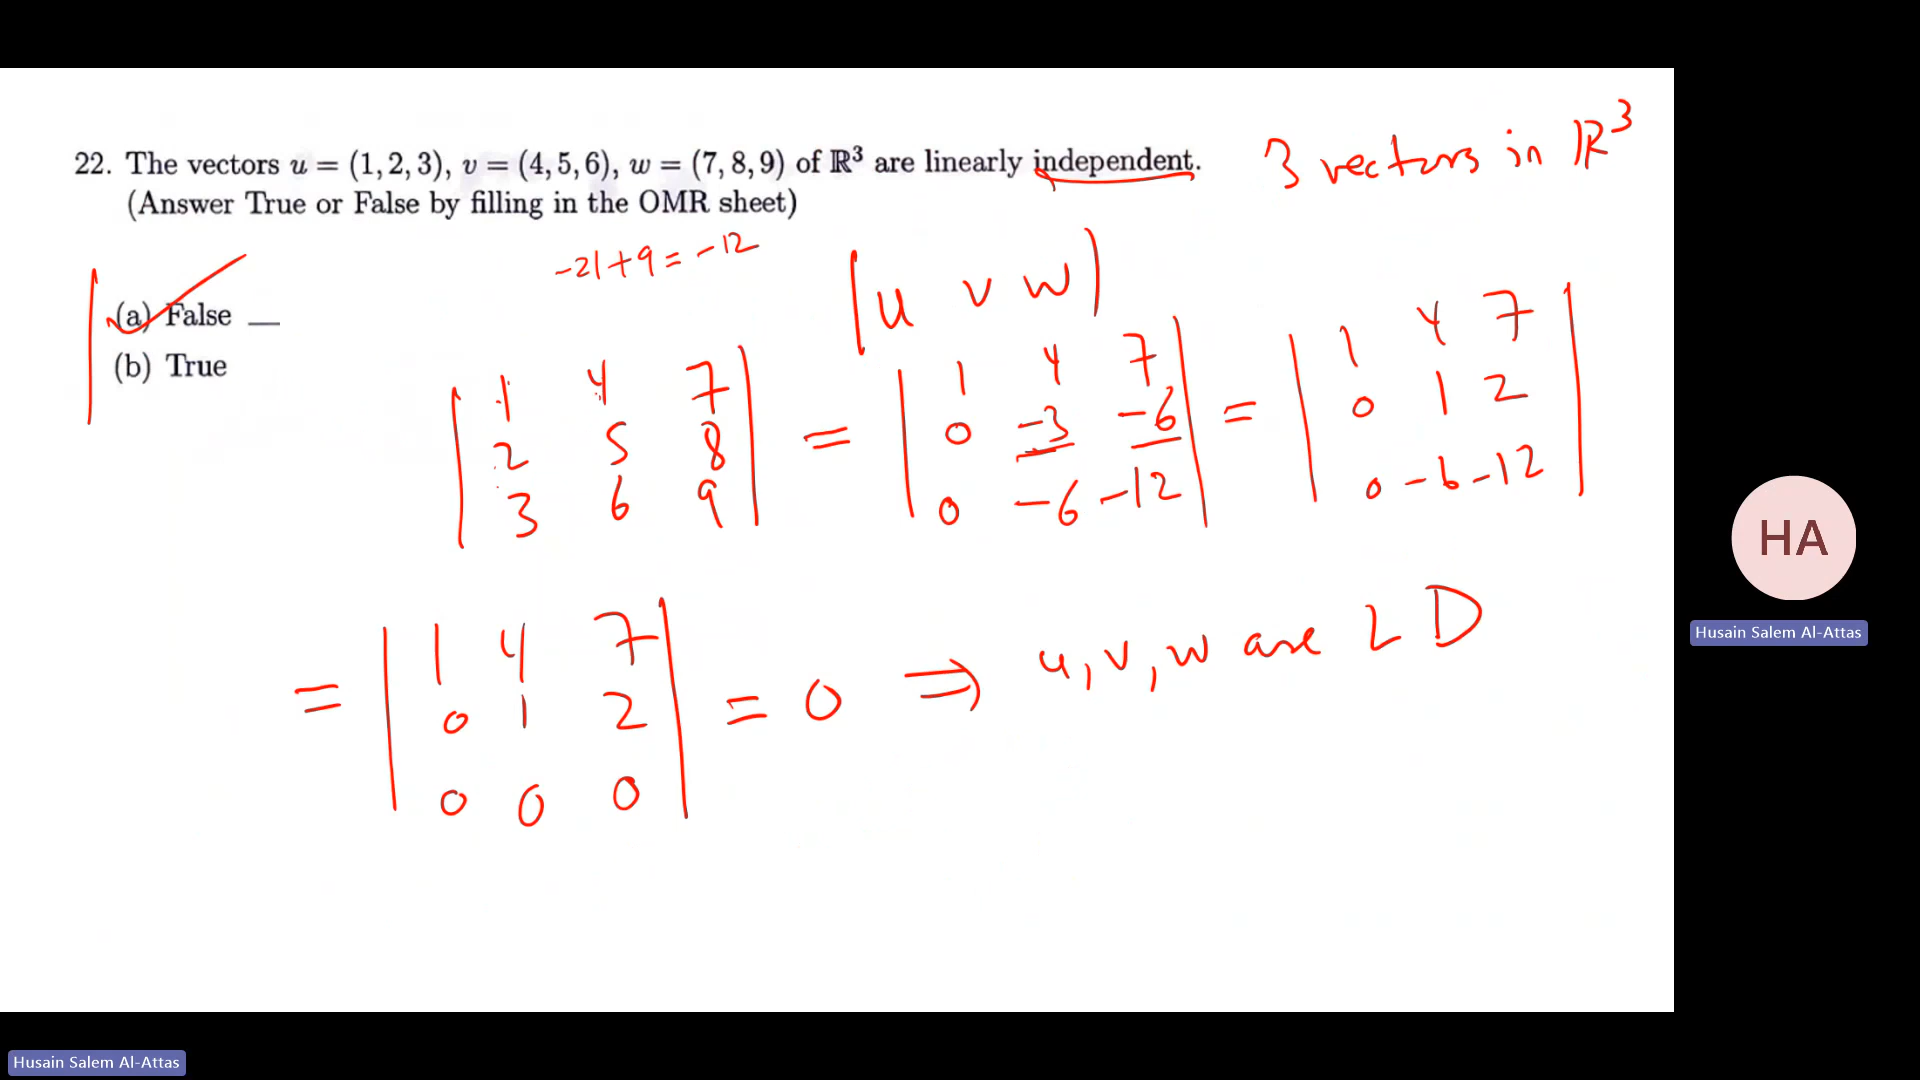 22. The vectors u = (1, 2, 3), v = (4, 5, 6), w = (7, 8, 9) of ℝ³ are linearly independent.
(Answer True or False by filling in the OMR sheet)
3 vectors in ℝ³
-21+9 = -12
(a) False __
(b) True
|u v w|
|1 4 7| = |1 4 7| = |1 4 7|
|2 5 8| |0 -3 -6| |0 1 2|
|3 6 9| |0 -6 -12| |0 -6 -12|
= |1 4 7|
|0 1 2| = 0 ⇒ u, v, w are L D
|0 0 0|
HA
Husain Salem Al-Attas
Husain Salem Al-Attas